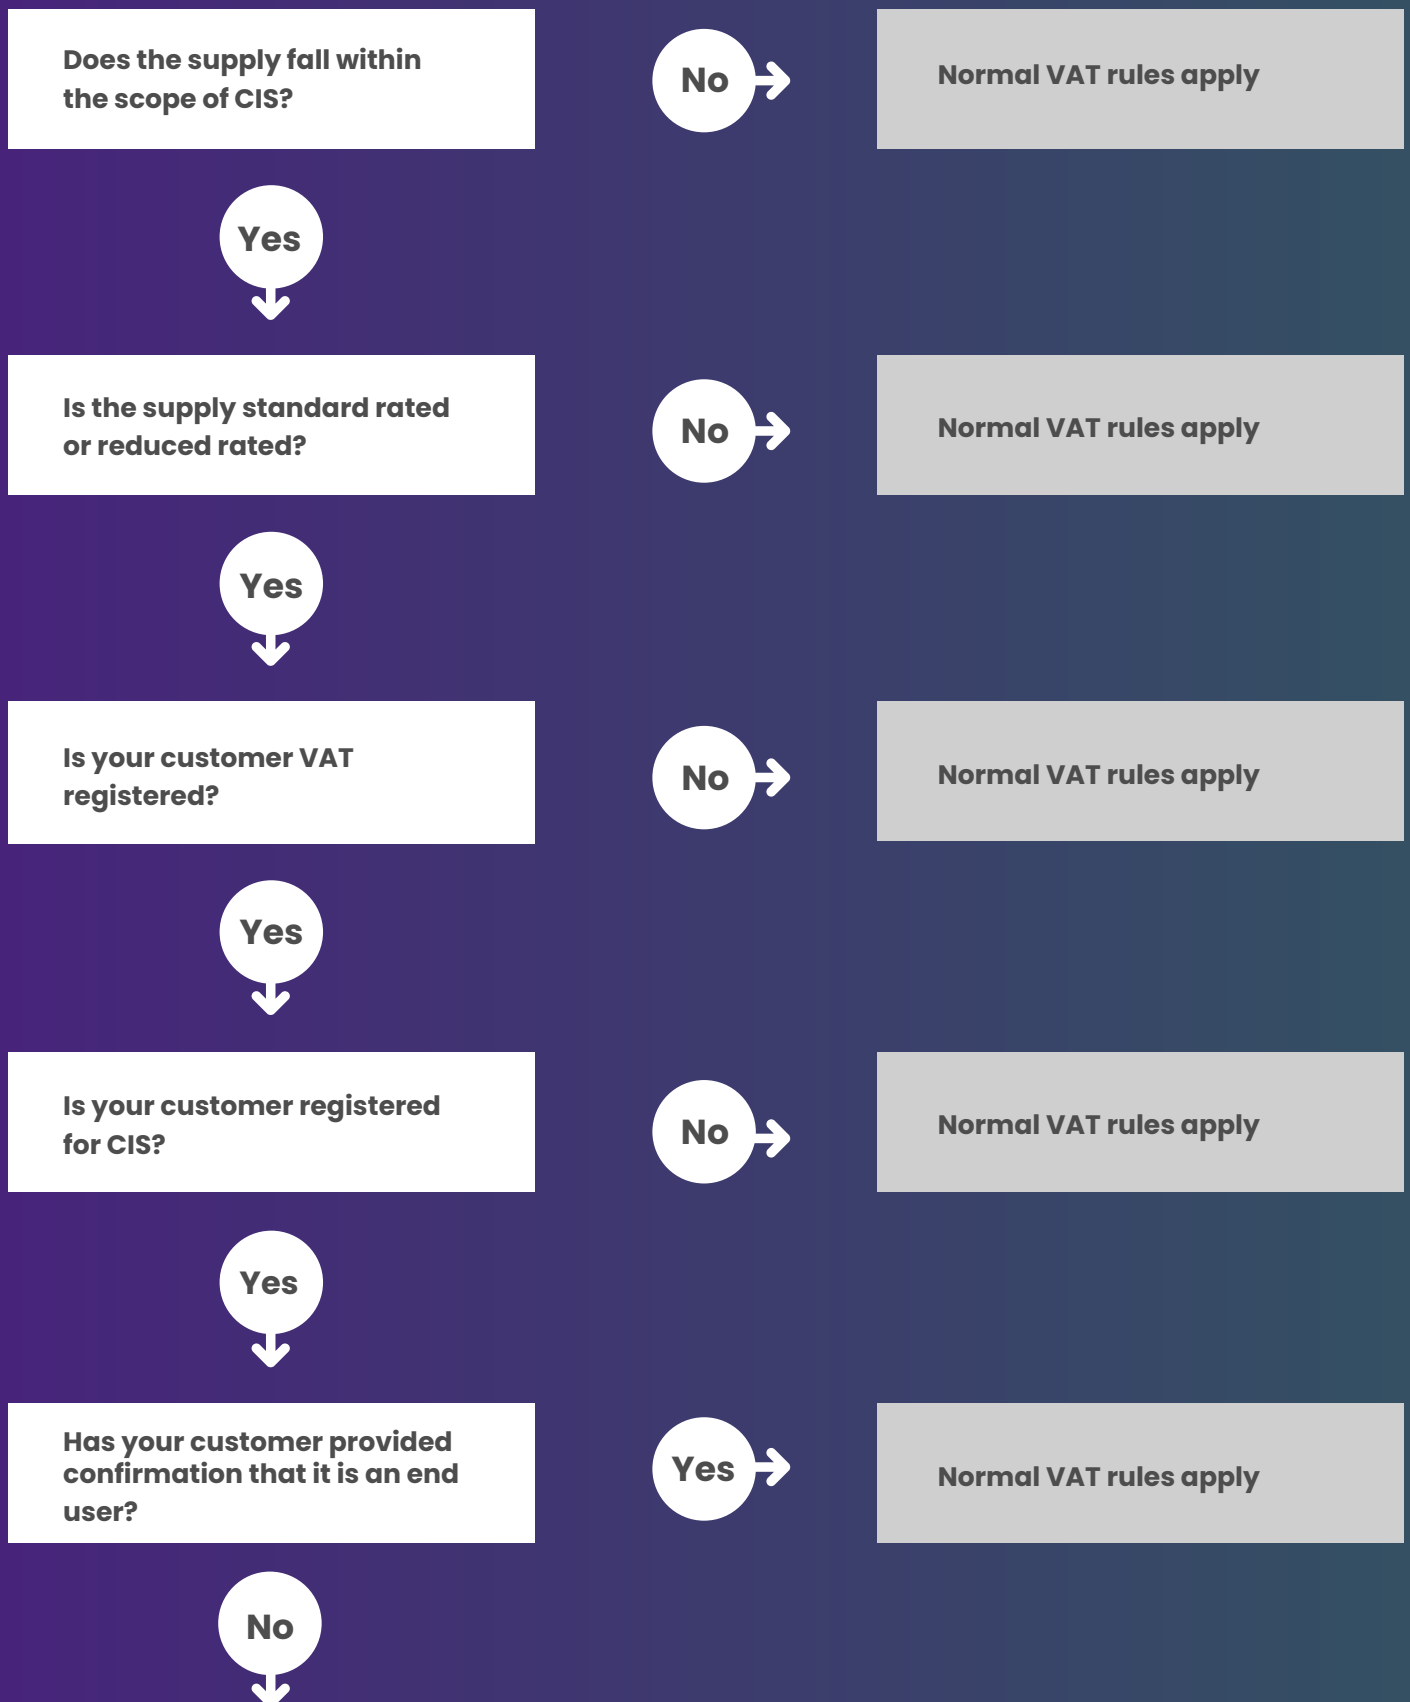 Does the supply fall within
the scope of CIS?
No
Normal VAT rules apply
Yes
Is the supply standard rated
or reduced rated?
No
Normal VAT rules apply
Yes
Is your customer VAT
registered?
No
Normal VAT rules apply
Yes
Is your customer registered
for CIS?
No
Normal VAT rules apply
Yes
Has your customer provided
confirmation that it is an end
user?
Yes
Normal VAT rules apply
No